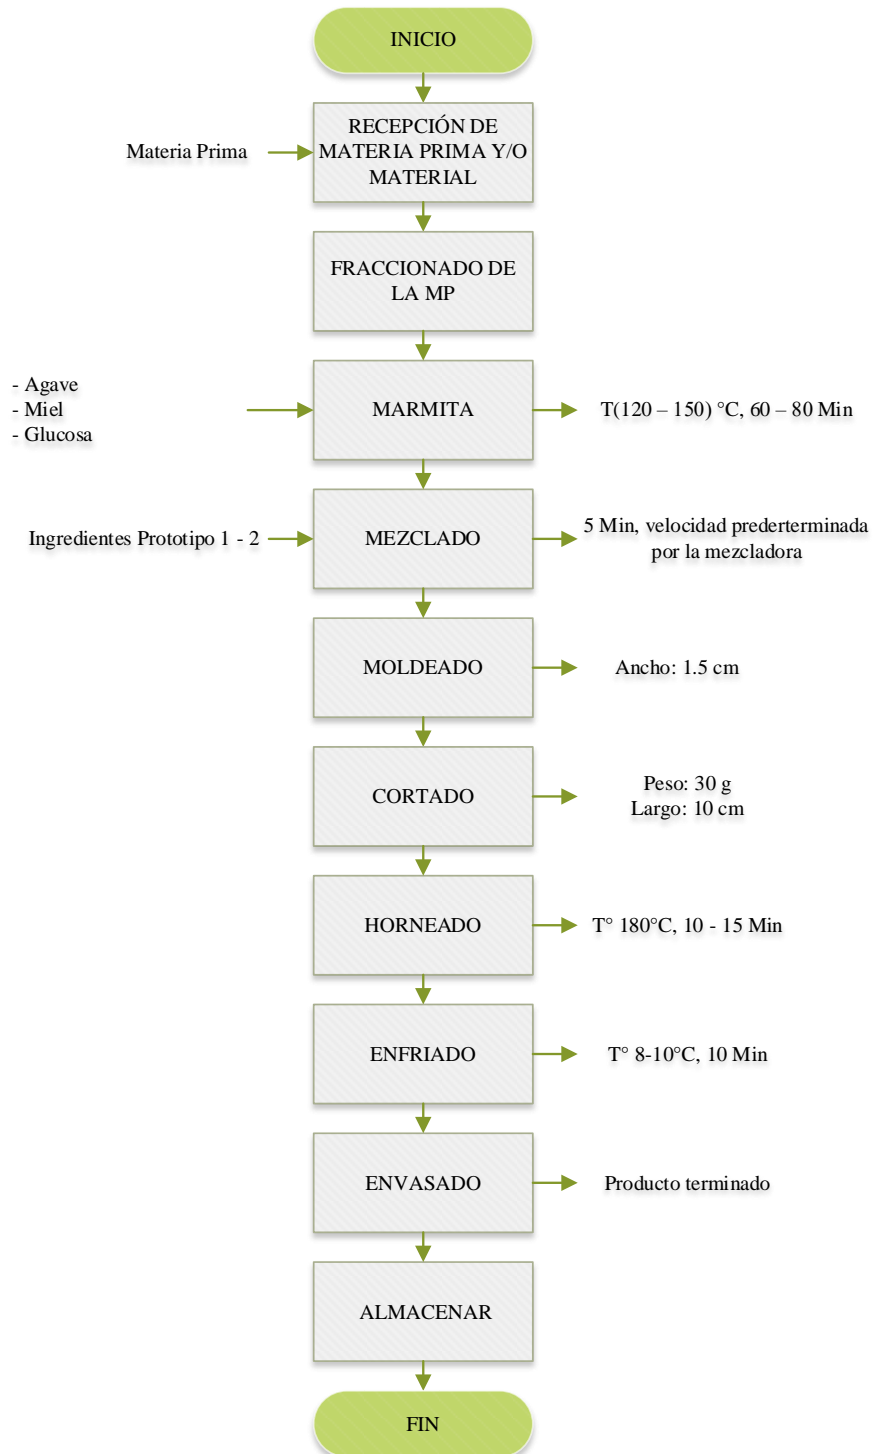 INICIO
Materia Prima
RECEPCIÓN DE
MATERIA PRIMA Y/O
MATERIAL
FRACCIONADO DE
LA MP
- Agave
- Miel
- Glucosa
MARMITA
T(120 – 150) °C, 60 – 80 Min
Ingredientes Prototipo 1 - 2
MEZCLADO
5 Min, velocidad prederterminada
por la mezcladora
MOLDEADO
Ancho: 1.5 cm
CORTADO
Peso: 30 g
Largo: 10 cm
HORNEADO
T° 180°C, 10 - 15 Min
ENFRIADO
T° 8-10°C, 10 Min
ENVASADO
Producto terminado
ALMACENAR
FIN